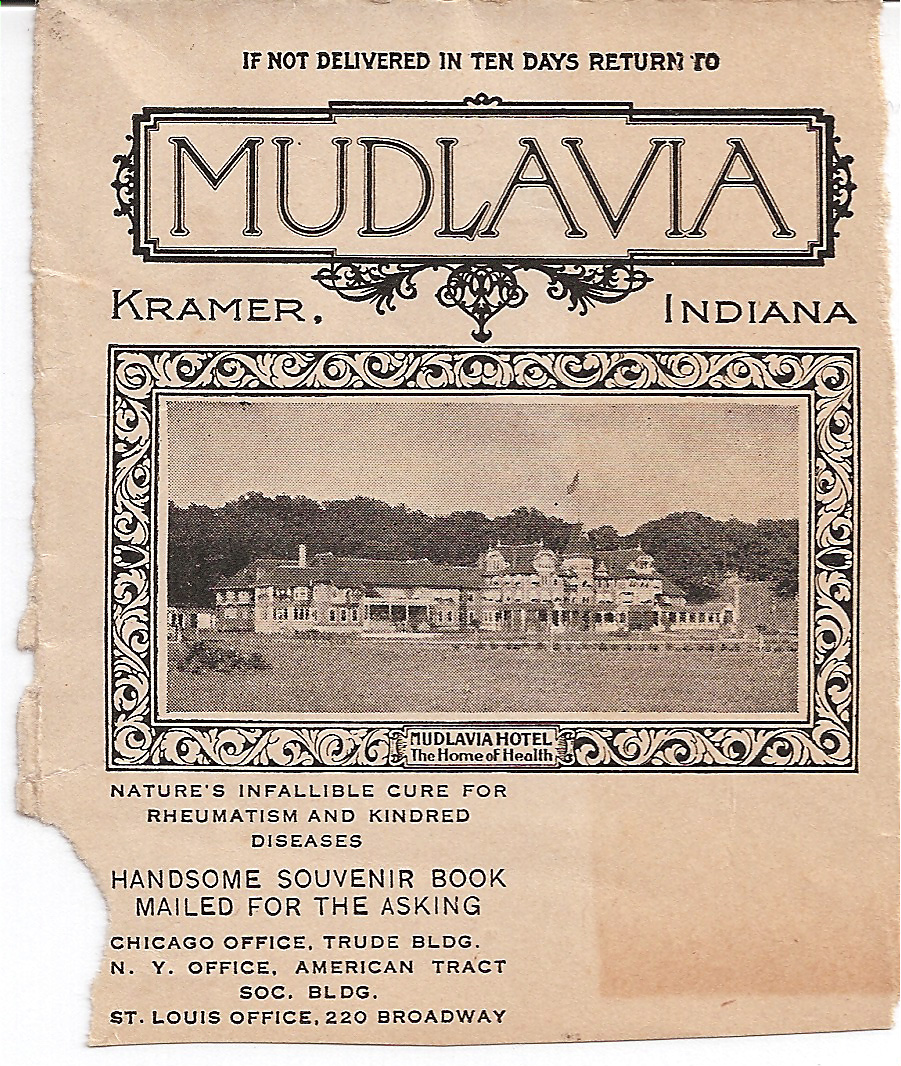 IF NOT DELIVERED IN TEN DAYS RETURN TO
MUDLAVIA
KRAMER, INDIANA
MUDLAVIA HOTEL
The Home of Health
NATURE'S INFALLIBLE CURE FOR
RHEUMATISM AND KINDRED
DISEASES
HANDSOME SOUVENIR BOOK
MAILED FOR THE ASKING
CHICAGO OFFICE, TRUDE BLDG.
N. Y. OFFICE, AMERICAN TRACT
SOC. BLDG.
ST. LOUIS OFFICE, 220 BROADWAY